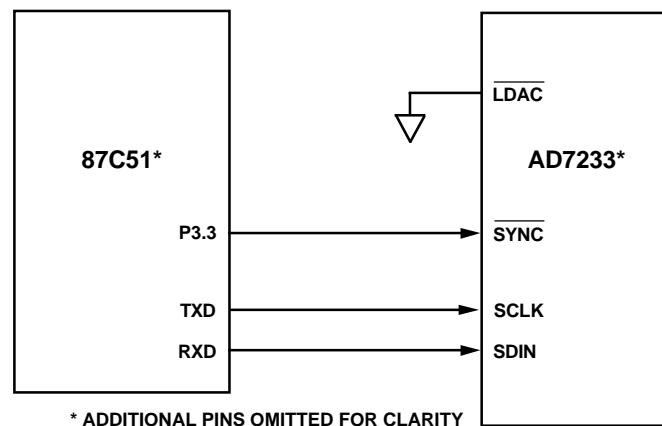 LDAC
87C51*
AD7233*
P3.3
SYNC
TXD
SCLK
RXD
SDIN
* ADDITIONAL PINS OMITTED FOR CLARITY